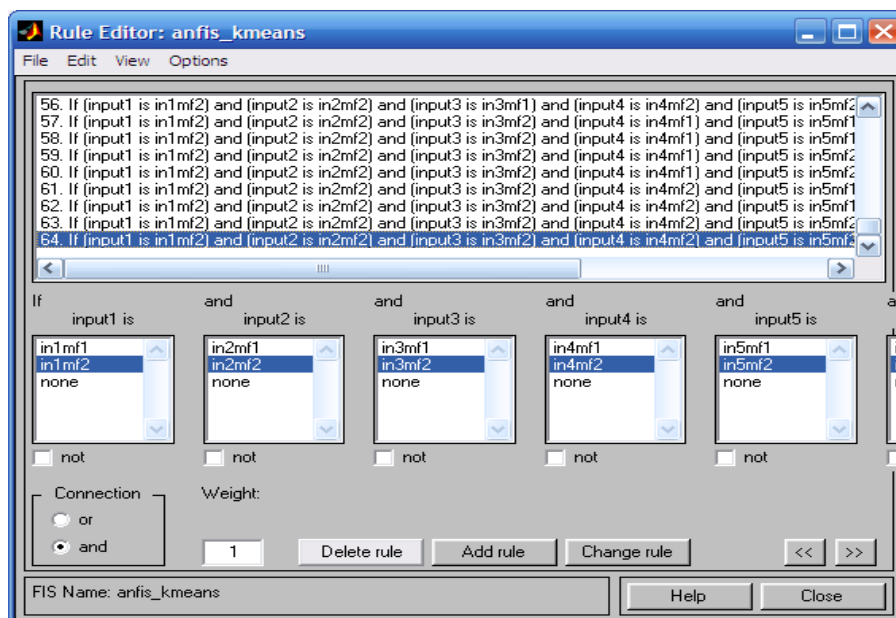 Rule Editor: anfis_kmeans
File Edit View Options
56. If (input1 is in1mf2) and (input2 is in2mf2) and (input3 is in3mf1) and (input4 is in4mf2) and (input5 is in5mf2
57. If (input1 is in1mf2) and (input2 is in2mf2) and (input3 is in3mf2) and (input4 is in4mf1) and (input5 is in5mf1
58. If (input1 is in1mf2) and (input2 is in2mf2) and (input3 is in3mf2) and (input4 is in4mf1) and (input5 is in5mf1
59. If (input1 is in1mf2) and (input2 is in2mf2) and (input3 is in3mf2) and (input4 is in4mf1) and (input5 is in5mf2
60. If (input1 is in1mf2) and (input2 is in2mf2) and (input3 is in3mf2) and (input4 is in4mf1) and (input5 is in5mf2
61. If (input1 is in1mf2) and (input2 is in2mf2) and (input3 is in3mf2) and (input4 is in4mf2) and (input5 is in5mf1
62. If (input1 is in1mf2) and (input2 is in2mf2) and (input3 is in3mf2) and (input4 is in4mf2) and (input5 is in5mf1
63. If (input1 is in1mf2) and (input2 is in2mf2) and (input3 is in3mf2) and (input4 is in4mf2) and (input5 is in5mf2
64. If (input1 is in1mf2) and (input2 is in2mf2) and (input3 is in3mf2) and (input4 is in4mf2) and (input5 is in5mf2
If and and and and a
input1 is input2 is input3 is input4 is input5 is
in1mf1 in2mf1 in3mf1 in4mf1 in5mf1
in1mf2 in2mf2 in3mf2 in4mf2 in5mf2
none none none none none
not not not not not
Connection Weight:
or
and 1 Delete rule Add rule Change rule << >>
FIS Name: anfis_kmeans Help Close